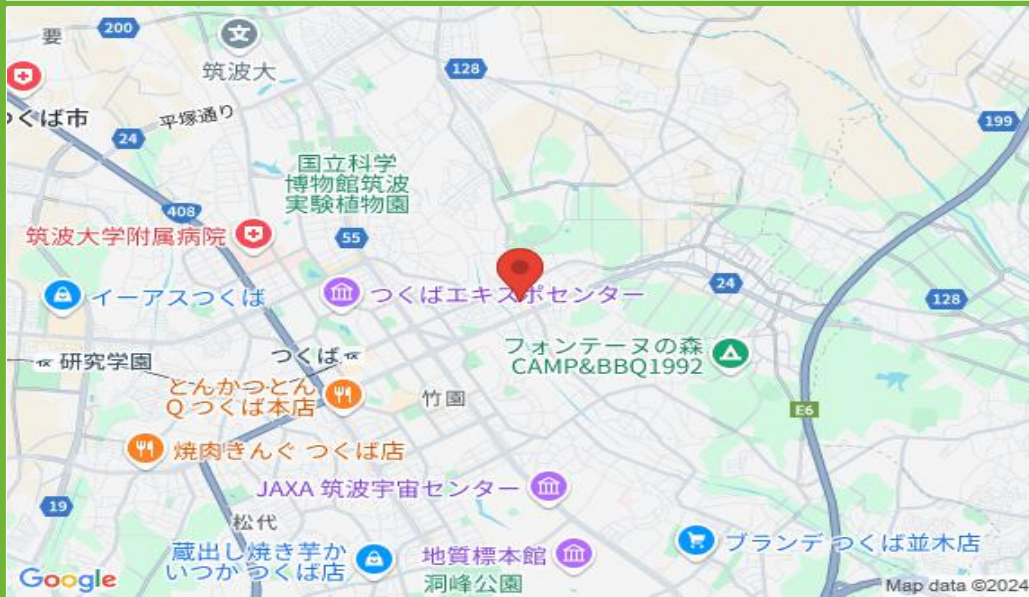 要
200
筑波大
128
つくば市
平塚通り
24
199
国立科学
博物館筑波
実験植物園
408
筑波大学附属病院
55
24
イーアスつくば
つくばエキスポセンター
128
フォンテーヌの森
CAMP&BBQ1992
研究学園
つくば
とんかつとん
Q つくば本店
竹園
E6
焼肉きんぐ つくば店
JAXA 筑波宇宙センター
19
松代
蔵出し焼き芋か
いつか つくば店
地質標本館
ブランデ つくば並木店
洞峰公園
Google
Map data ©2024